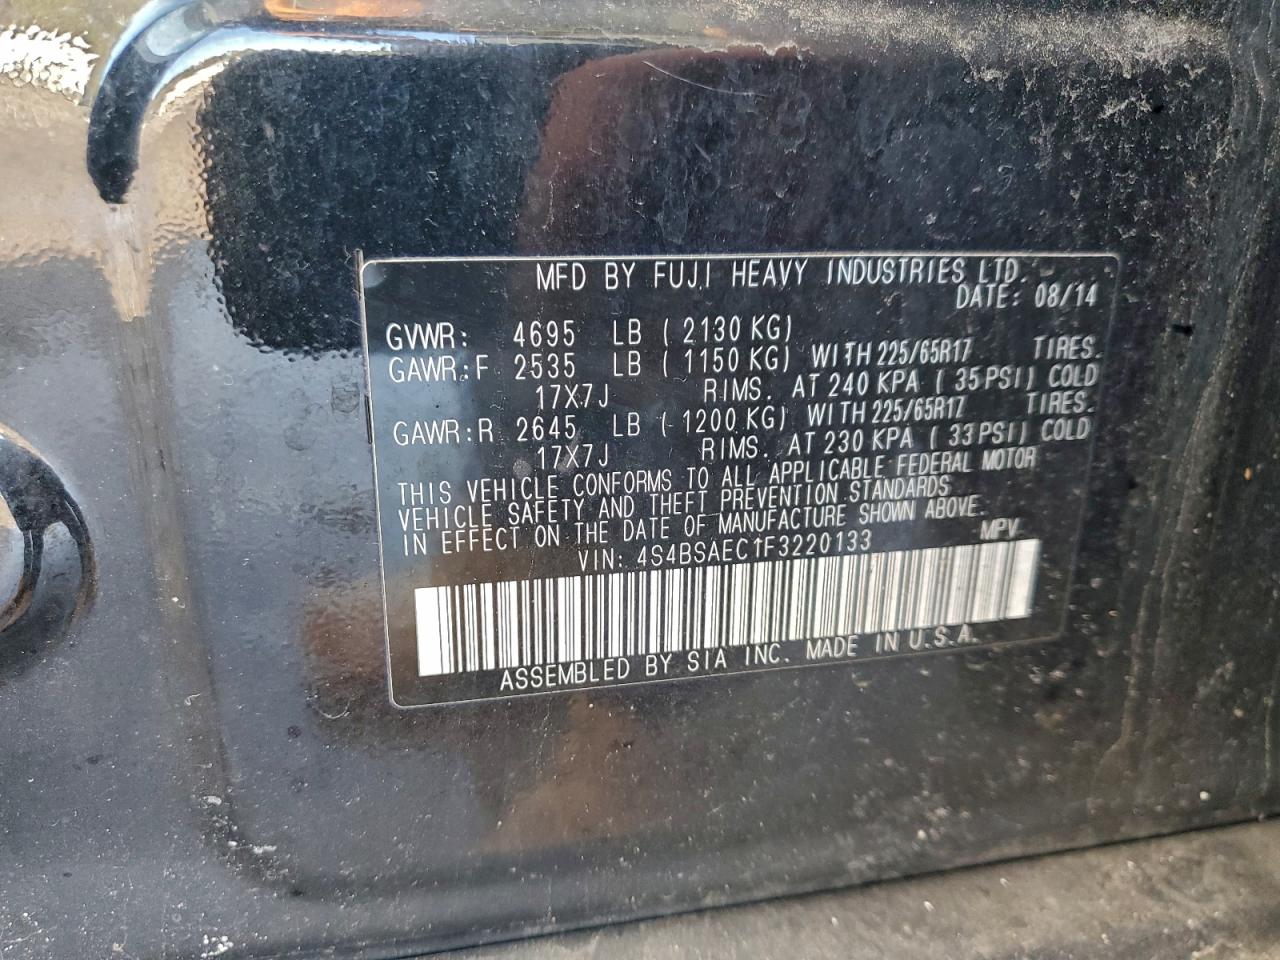 MFD BY FUJI HEAVY INDUSTRIES LTD.
DATE: 08/14
GVWR: 4695 LB ( 2130 KG)
GAWR:F 2535 LB ( 1150 KG) WITH 225/65R17 TIRES.
17X7J RIMS. AT 240 KPA ( 35 PSI) COLD
GAWR:R 2645 LB ( 1200 KG) WITH 225/65R17 TIRES.
17X7J RIMS. AT 230 KPA ( 33 PSI) COLD
THIS VEHICLE CONFORMS TO ALL APPLICABLE FEDERAL MOTOR
VEHICLE SAFETY AND THEFT PREVENTION STANDARDS
IN EFFECT ON THE DATE OF MANUFACTURE SHOWN ABOVE.
VIN: 4S4BSAEC1F3220133 MPV
ASSEMBLED BY SIA INC. MADE IN U.S.A.